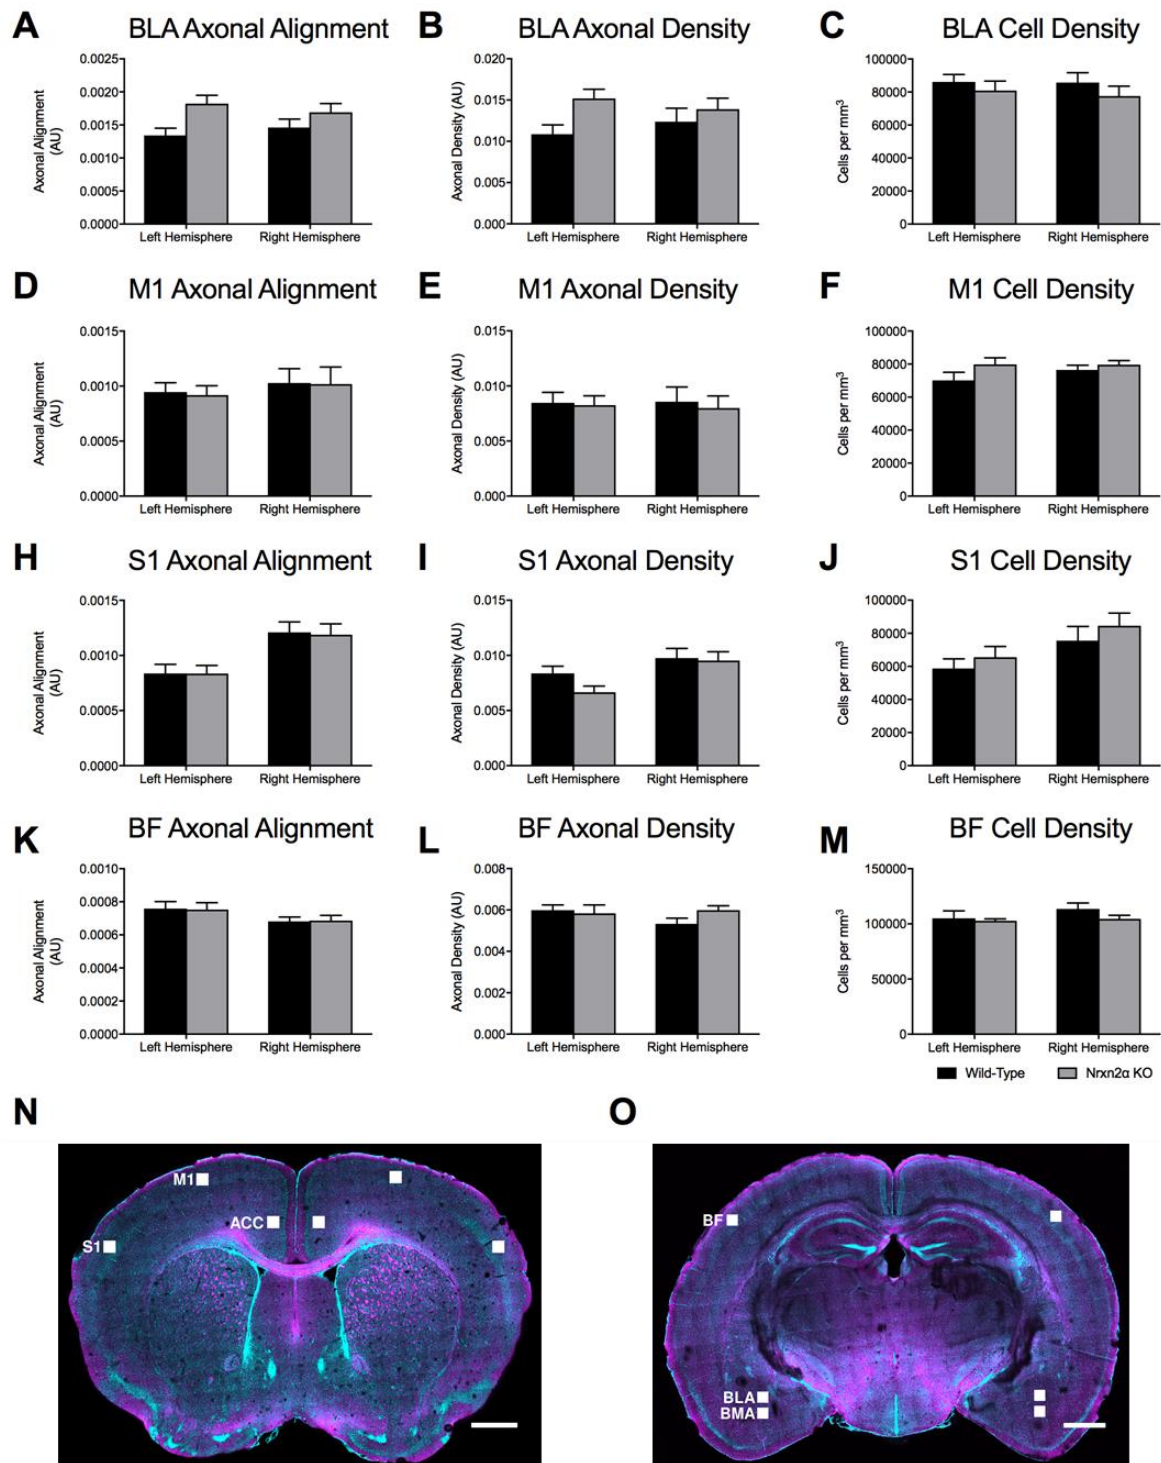 A BLA Axonal Alignment
Axonal Alignment
(AU)
0.0025
0.0020
0.0015
0.0010
0.0005
0.0000
Left Hemisphere Right Hemisphere
B BLA Axonal Density
Axonal Density (AU)
0.020
0.015
0.010
0.005
0.000
Left Hemisphere Right Hemisphere
C BLA Cell Density
Cells per mm³
100000
80000
60000
40000
20000
0
Left Hemisphere Right Hemisphere
D M1 Axonal Alignment
Axonal Alignment
(AU)
0.0015
0.0010
0.0005
0.0000
Left Hemisphere Right Hemisphere
E M1 Axonal Density
Axonal Density (AU)
0.015
0.010
0.005
0.000
Left Hemisphere Right Hemisphere
F M1 Cell Density
Cells per mm³
100000
80000
60000
40000
20000
0
Left Hemisphere Right Hemisphere
H S1 Axonal Alignment
Axonal Alignment
(AU)
0.0015
0.0010
0.0005
0.0000
Left Hemisphere Right Hemisphere
I S1 Axonal Density
Axonal Density (AU)
0.015
0.010
0.005
0.000
Left Hemisphere Right Hemisphere
J S1 Cell Density
Cells per mm³
100000
80000
60000
40000
20000
0
Left Hemisphere Right Hemisphere
K BF Axonal Alignment
Axonal Alignment
(AU)
0.0010
0.0008
0.0006
0.0004
0.0002
0.0000
Left Hemisphere Right Hemisphere
L BF Axonal Density
Axonal Density (AU)
0.008
0.006
0.004
0.002
0.000
Left Hemisphere Right Hemisphere
M BF Cell Density
Cells per mm³
150000
100000
50000
0
Left Hemisphere Right Hemisphere
Wild-Type Nrxn2α KO
N
M1
ACC
S1
O
BF
BLA
BMA